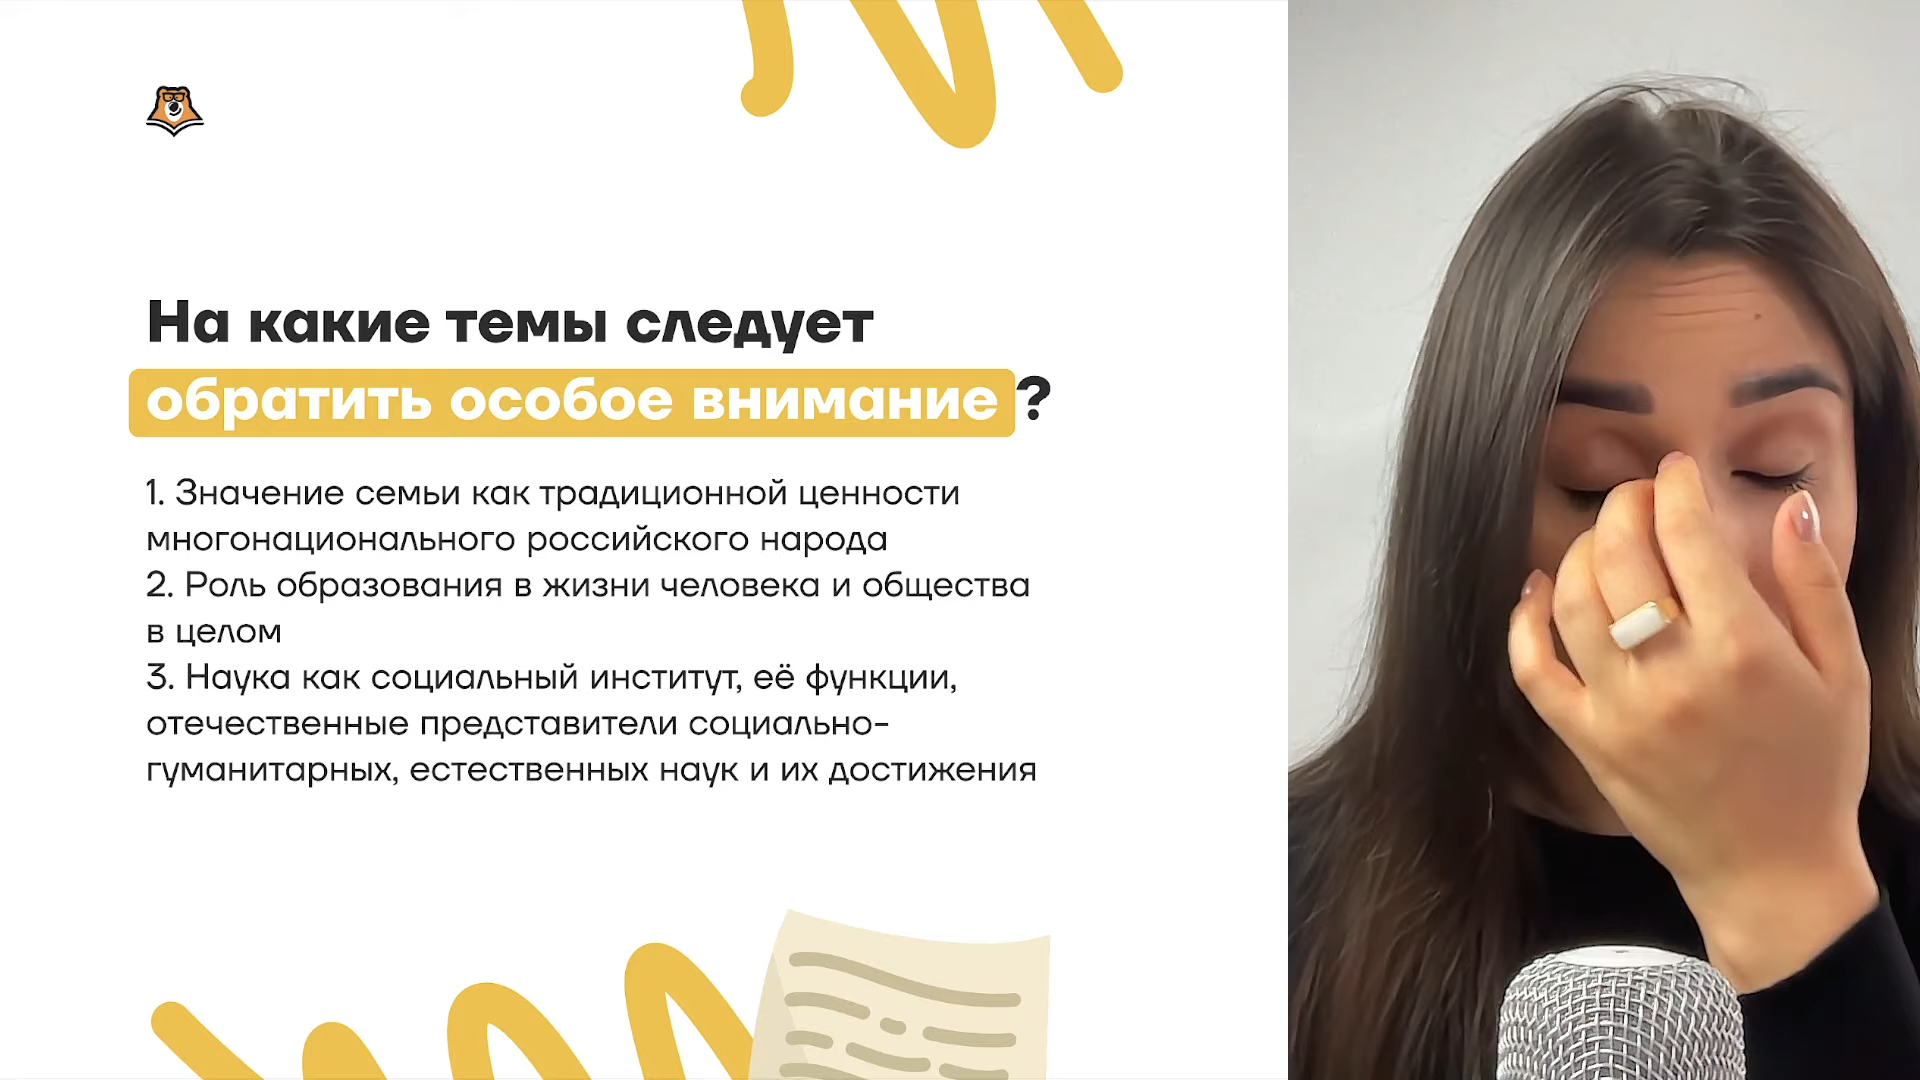 На какие темы следует
обратить особое внимание?
1. Значение семьи как традиционной ценности
многонационального российского народа
2. Роль образования в жизни человека и общества
в целом
3. Наука как социальный институт, её функции,
отечественные представители социально-
гуманитарных, естественных наук и их достижения